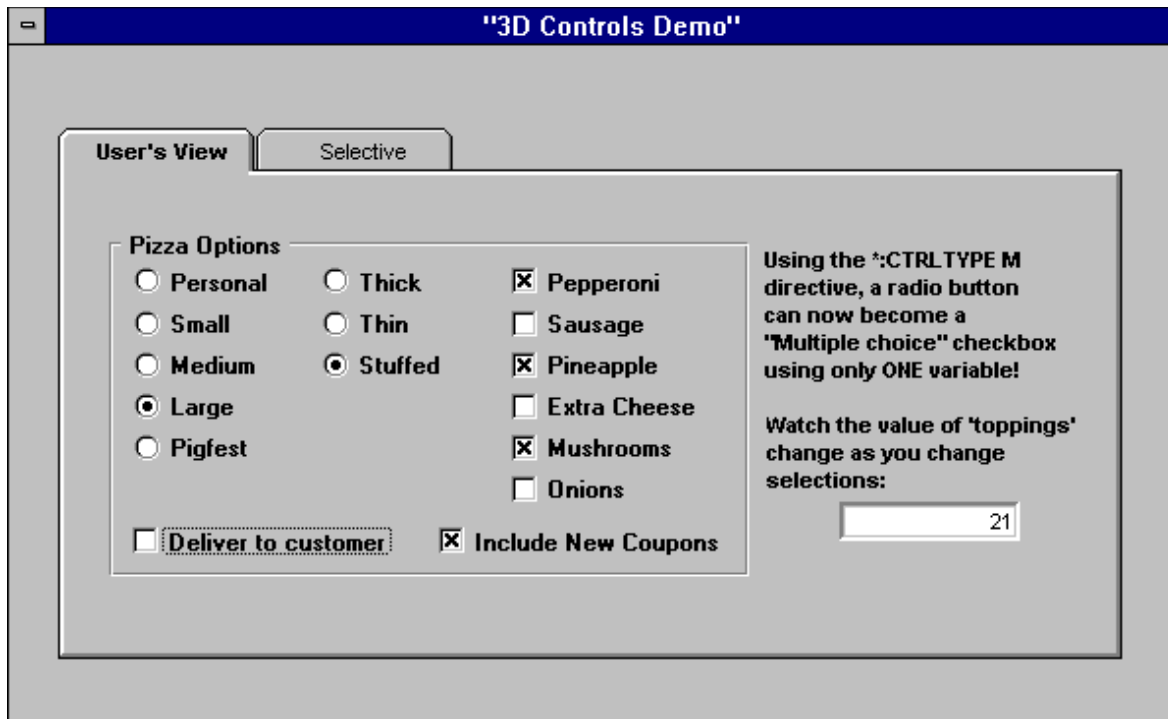 "3D Controls Demo"
User's View
Selective
Pizza Options
Personal
Small
Medium
Large
Pigfest
Thick
Thin
Stuffed
Pepperoni
Sausage
Pineapple
Extra Cheese
Mushrooms
Onions
Deliver to customer
Include New Coupons
Using the *:CTRLTYPE M
directive, a radio button
can now become a
"Multiple choice" checkbox
using only ONE variable!
Watch the value of 'toppings'
change as you change
selections:
21